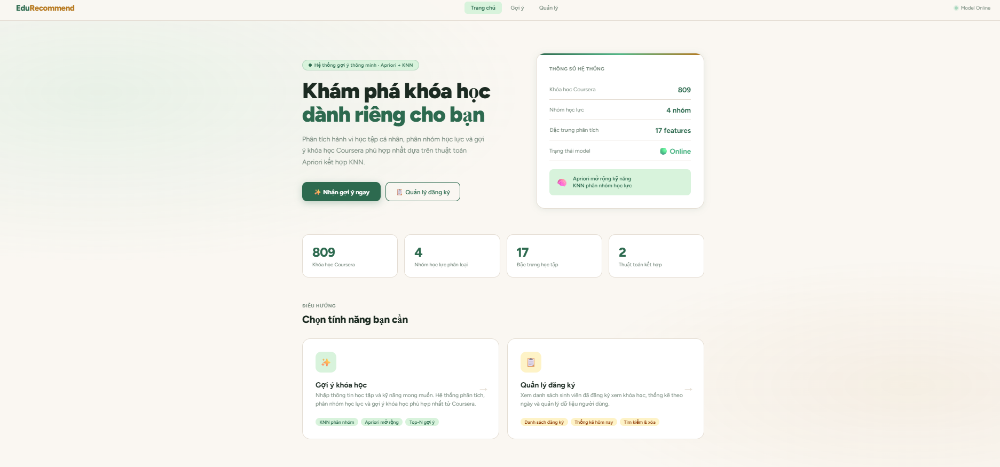 EduRecommend
Trang chủ
Gợi ý
Quản lý
Model Online
Hệ thống gợi ý thông minh · Apriori + KNN
Khám phá khóa học
dành riêng cho bạn
Phân tích hành vi học tập cá nhân, phân nhóm học lực và gợi
ý khóa học Coursera phù hợp nhất dựa trên thuật toán
Apriori kết hợp KNN.
✨ Nhận gợi ý ngay
📋 Quản lý đăng ký
THÔNG SỐ HỆ THỐNG
Khóa học Coursera 809
Nhóm học lực 4 nhóm
Đặc trưng phân tích 17 features
Trạng thái model Online
Apriori mở rộng kỹ năng
KNN phân nhóm học lực
809
Khóa học Coursera
4
Nhóm học lực phân loại
17
Đặc trưng học tập
2
Thuật toán kết hợp
ĐIỀU HƯỚNG
Chọn tính năng bạn cần
Gợi ý khóa học
Nhập thông tin học tập và kỹ năng mong muốn. Hệ thống phân tích,
phân nhóm học lực và gợi ý khóa học phù hợp nhất từ Coursera.
→
KNN phân nhóm
Apriori mở rộng
Top-N gợi ý
Quản lý đăng ký
Xem danh sách sinh viên đã đăng ký xem khóa học, thống kê theo
ngày và quản lý dữ liệu người dùng.
→
Danh sách đăng ký
Thống kê hôm nay
Tìm kiếm & xóa